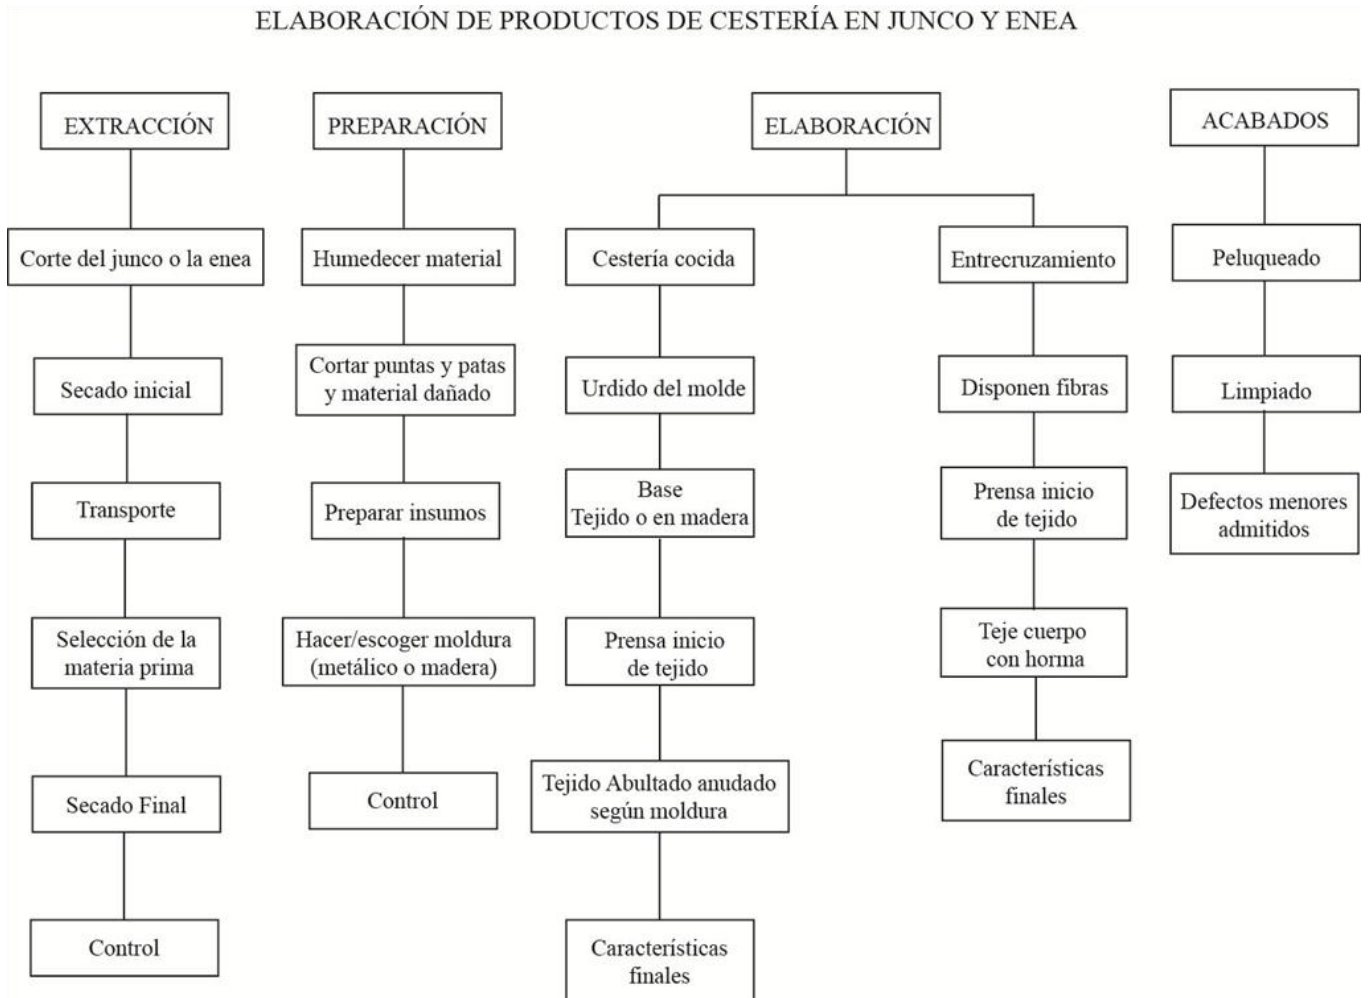 ELABORACIÓN DE PRODUCTOS DE CESTERÍA EN JUNCO Y ENEA
EXTRACCIÓN
Corte del junco o la enea
Secado inicial
Transporte
Selección de la
materia prima
Secado Final
Control
PREPARACIÓN
Humedecer material
Cortar puntas y patas
y material dañado
Preparar insumos
Hacer/escoger moldura
(metálico o madera)
Control
ELABORACIÓN
Cestería cocida
Urdido del molde
Base
Tejido o en madera
Prensa inicio
de tejido
Tejido Abultado anudado
según moldura
Características
finales
Entrecruzamiento
Disponen fibras
Prensa inicio
de tejido
Teje cuerpo
con horma
Características
finales
ACABADOS
Peluqueado
Limpiado
Defectos menores
admitidos